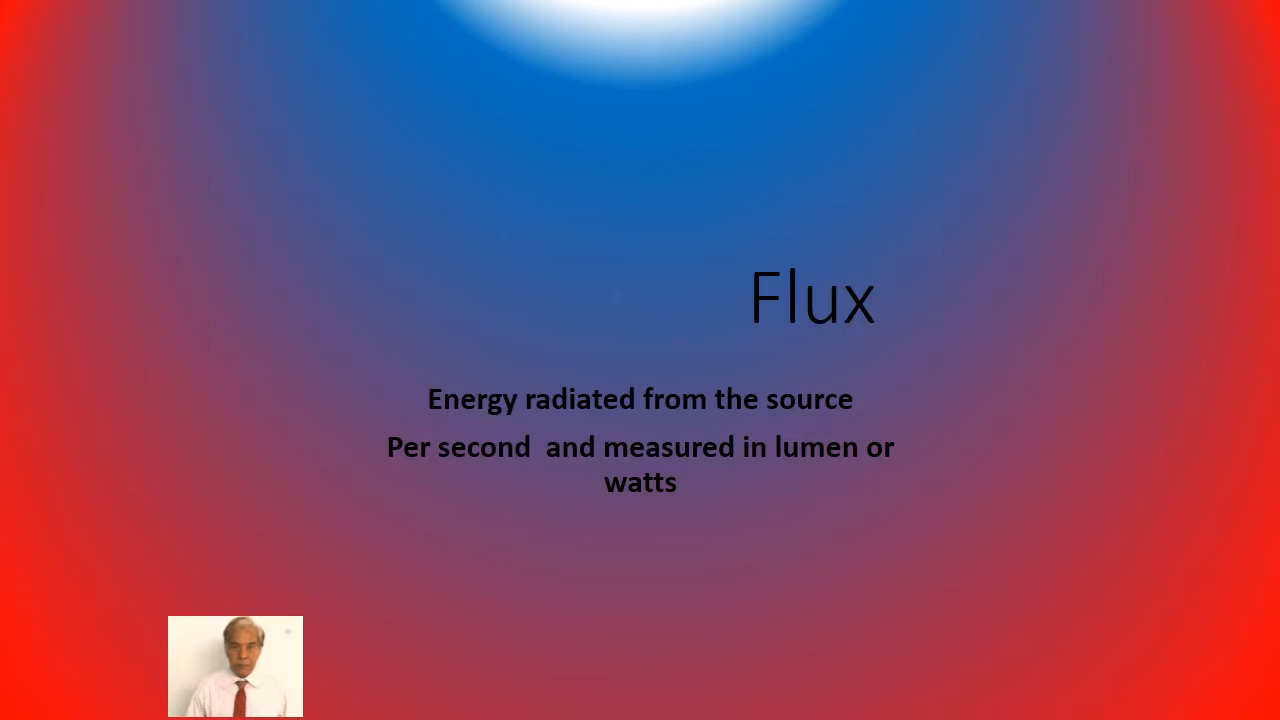 Flux
Energy radiated from the source
Per second  and measured in lumen or
watts